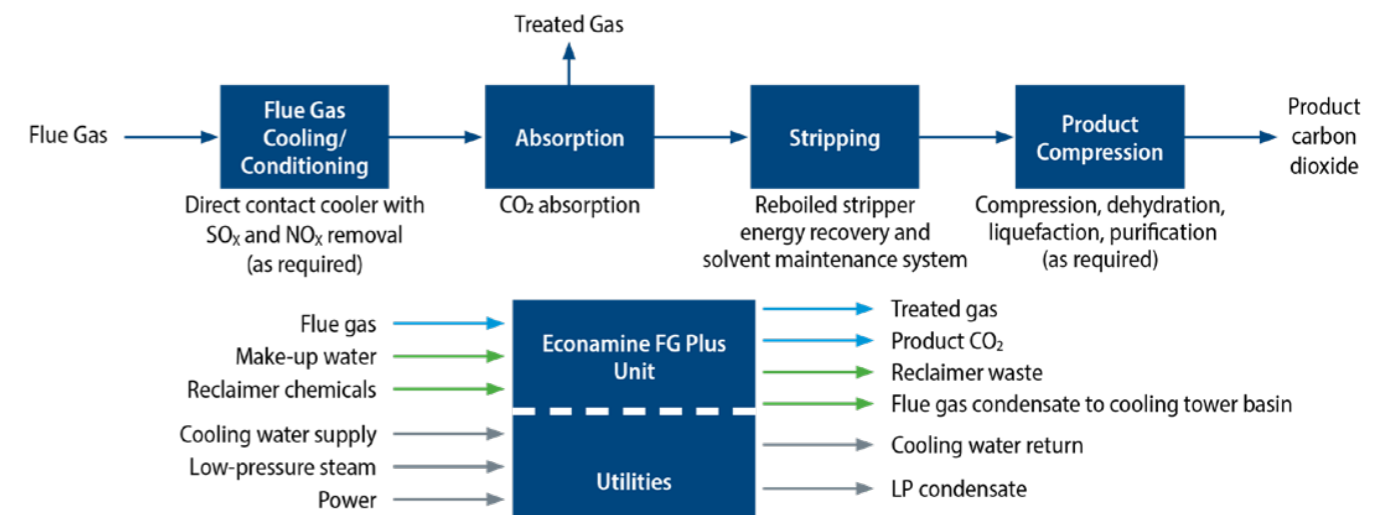 Treated Gas
Flue Gas
Flue Gas
Cooling/
Conditioning
Absorption
Stripping
Product
Compression
Product
carbon
dioxide
Direct contact cooler with
SOₓ and NOₓ removal
(as required)
CO₂ absorption
Reboiled stripper
energy recovery and
solvent maintenance system
Compression, dehydration,
liquefaction, purification
(as required)
Flue gas
Make-up water
Reclaimer chemicals
Cooling water supply
Low-pressure steam
Power
Econamine FG Plus
Unit
Utilities
Treated gas
Product CO₂
Reclaimer waste
Flue gas condensate to cooling tower basin
Cooling water return
LP condensate